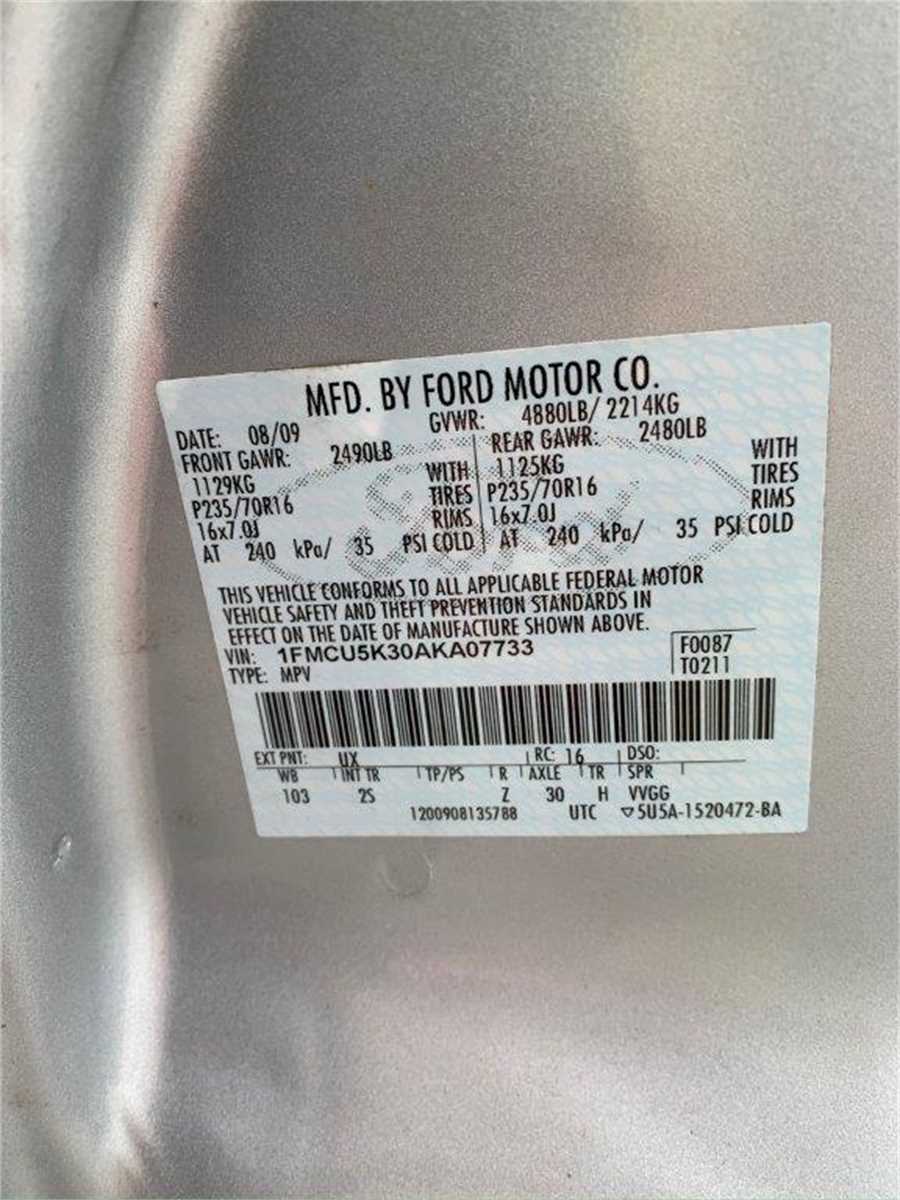 MFD. BY FORD MOTOR CO.
DATE: 08/09 GVWR: 4880LB/ 2214KG
FRONT GAWR: 2490LB REAR GAWR: 2480LB
1129KG WITH 1125KG WITH
P235/70R16 TIRES P235/70R16 TIRES
16x7.0J RIMS 16x7.0J RIMS
AT 240 kPa/ 35 PSI COLD AT 240 kPa/ 35 PSI COLD
THIS VEHICLE CONFORMS TO ALL APPLICABLE FEDERAL MOTOR
VEHICLE SAFETY AND THEFT PREVENTION STANDARDS IN
EFFECT ON THE DATE OF MANUFACTURE SHOWN ABOVE.
VIN: 1FMCU5K30AKA07733 F0087
TYPE: MPV T0211
EXT PNT: UX RC: 16 DSO:
WB INT TR TP/PS R AXLE TR SPR
103 2S Z 30 H VVGG
1200908135788 UTC ▽5U5A-1520472-BA